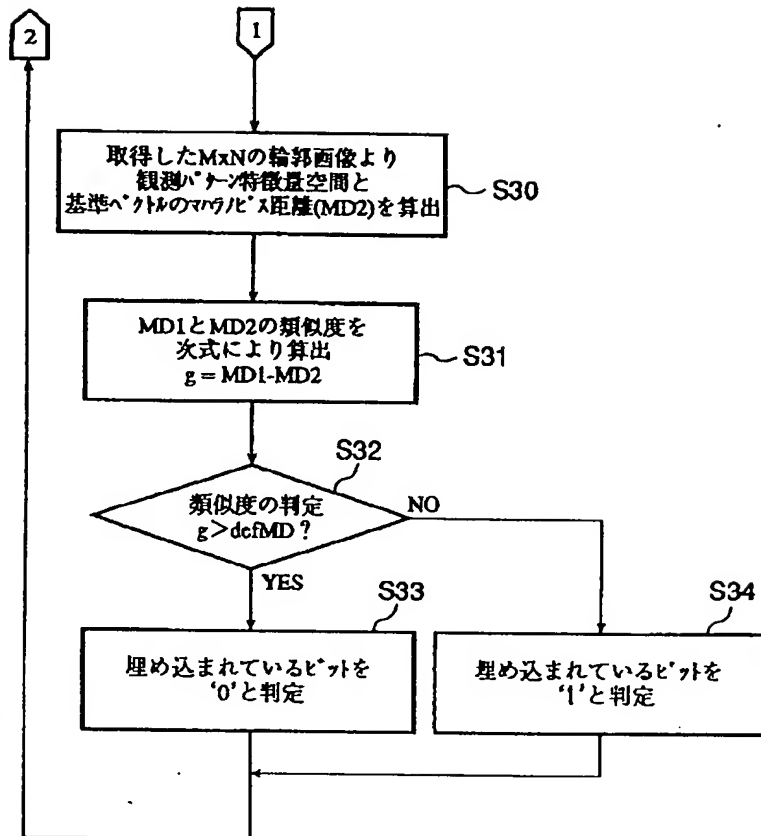 2
1
取得したMxNの輪郭画像より
観測ﾊﾟﾀｰﾝ特徴量空間と
基準ﾍﾞｸﾄﾙのﾏﾊﾗﾉﾋﾞｽ距離(MD2)を算出
S30
MD1とMD2の類似度を
次式により算出
g = MD1-MD2
S31
S32
類似度の判定
g>defMD?
NO
YES
S33
S34
埋め込まれているﾋﾞｯﾄを
‘0’と判定
埋め込まれているﾋﾞｯﾄを
‘1’と判定